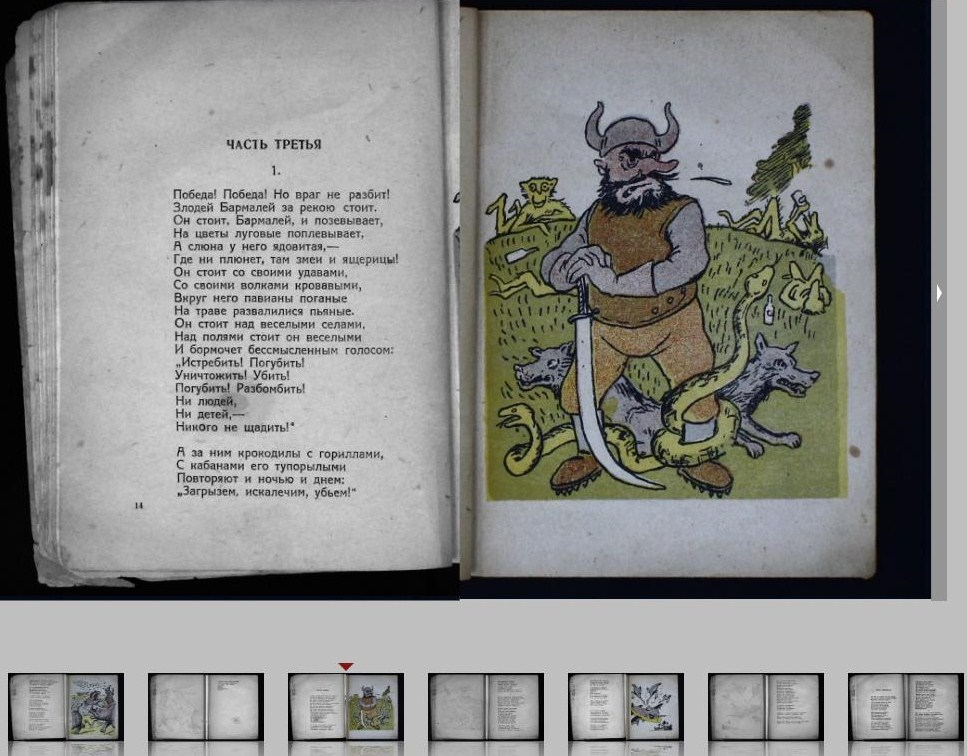 ЧАСТЬ ТРЕТЬЯ
1.
Победа! Победа! Но враг не разбит!
Злодей Бармалей за рекою стоит.
Он стоит, Бармалей, и позевывает,
На цветы луговые поплевывает,
А слюна у него ядовитая,—
Где ни плюнет, там змеи и ящерицы!
Он стоит со своими удавами,
Со своими волками кровавыми,
Вкруг него павианы поганые
На траве развалилися пьяные.
Он стоит над веселыми селами,
Над полями стоит он веселыми
И бормочет бессмысленным голосом:
„Истребить! Погубить!
Уничтожить! Убить!
Погубить! Разбомбить!
Ни людей,
Ни детей,—
Никого не щадить!“
А за ним крокодилы с гориллами,
С кабанами его тупорылыми
Повторяют и ночью и днем:
„Загрызем, искалечим, убьем!“
14